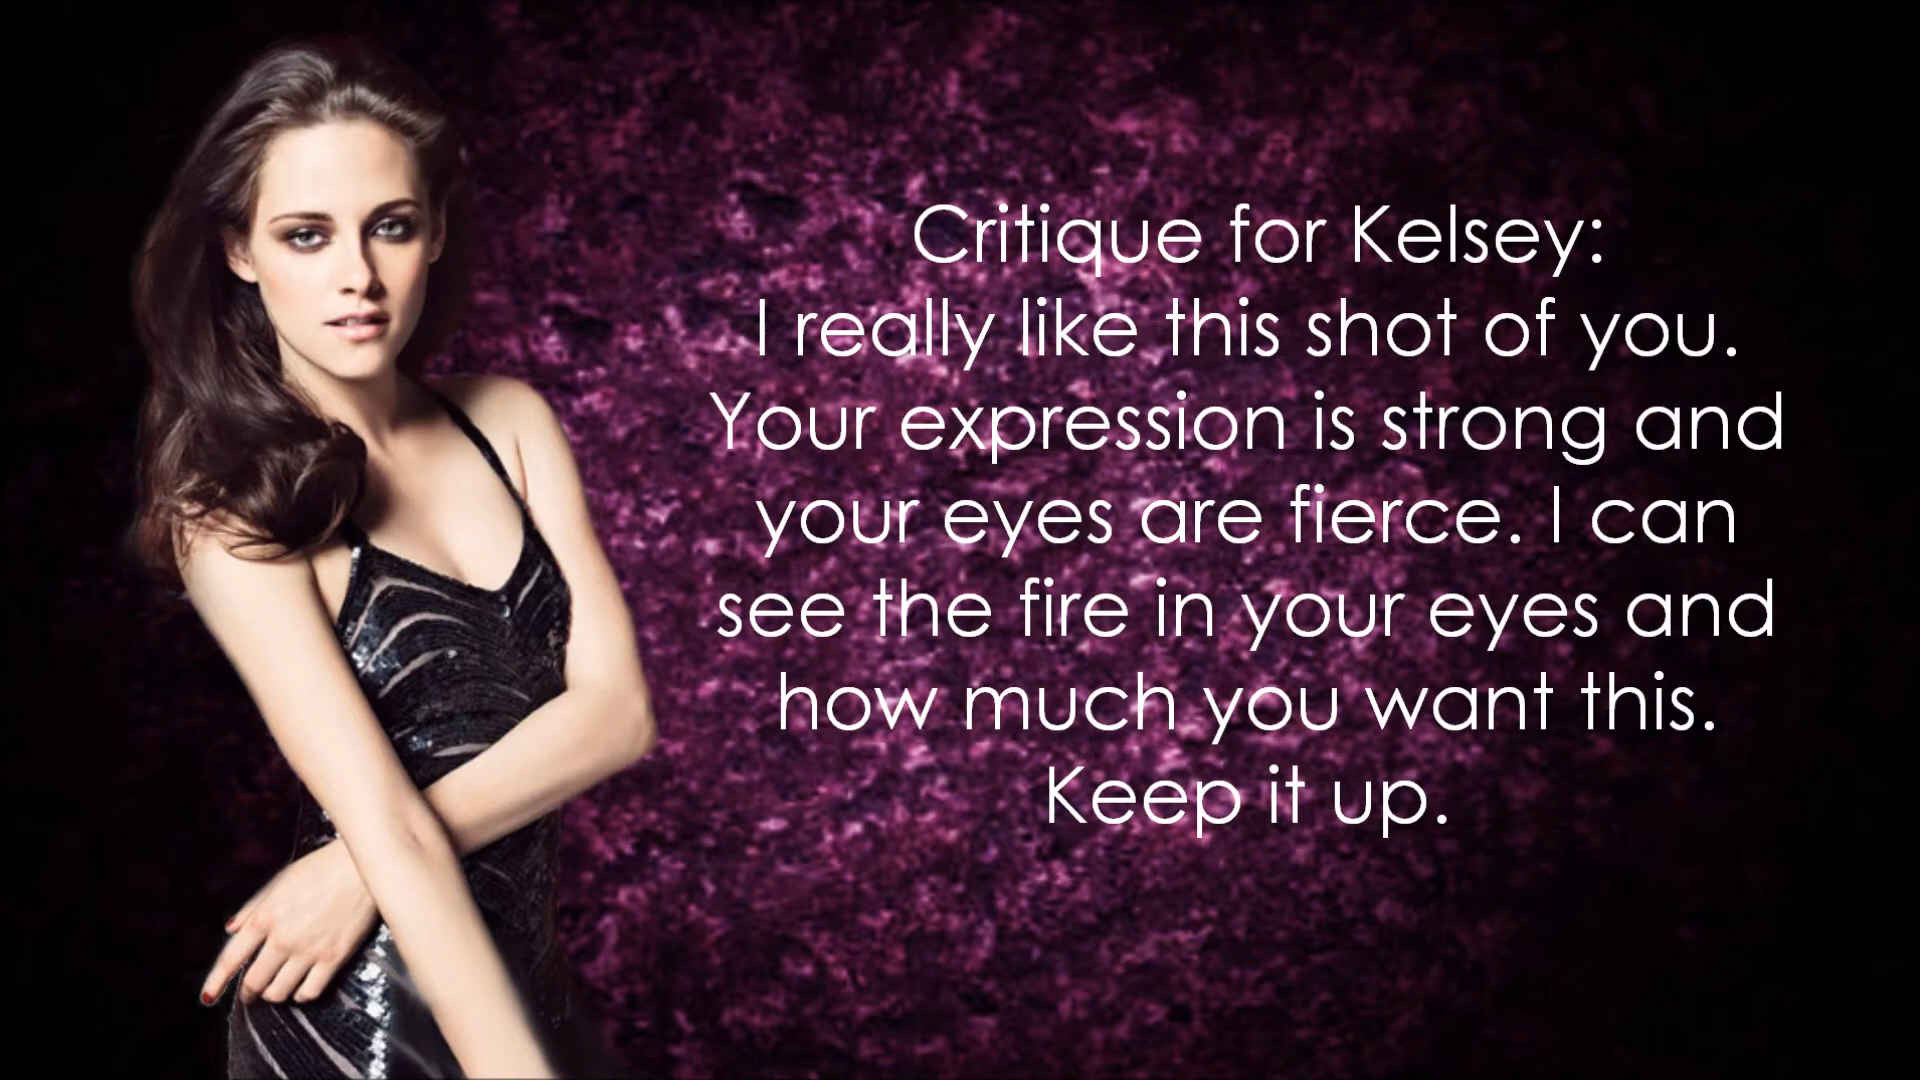 Critique for Kelsey:
I really like this shot of you.
Your expression is strong and
your eyes are fierce. I can
see the fire in your eyes and
how much you want this.
Keep it up.